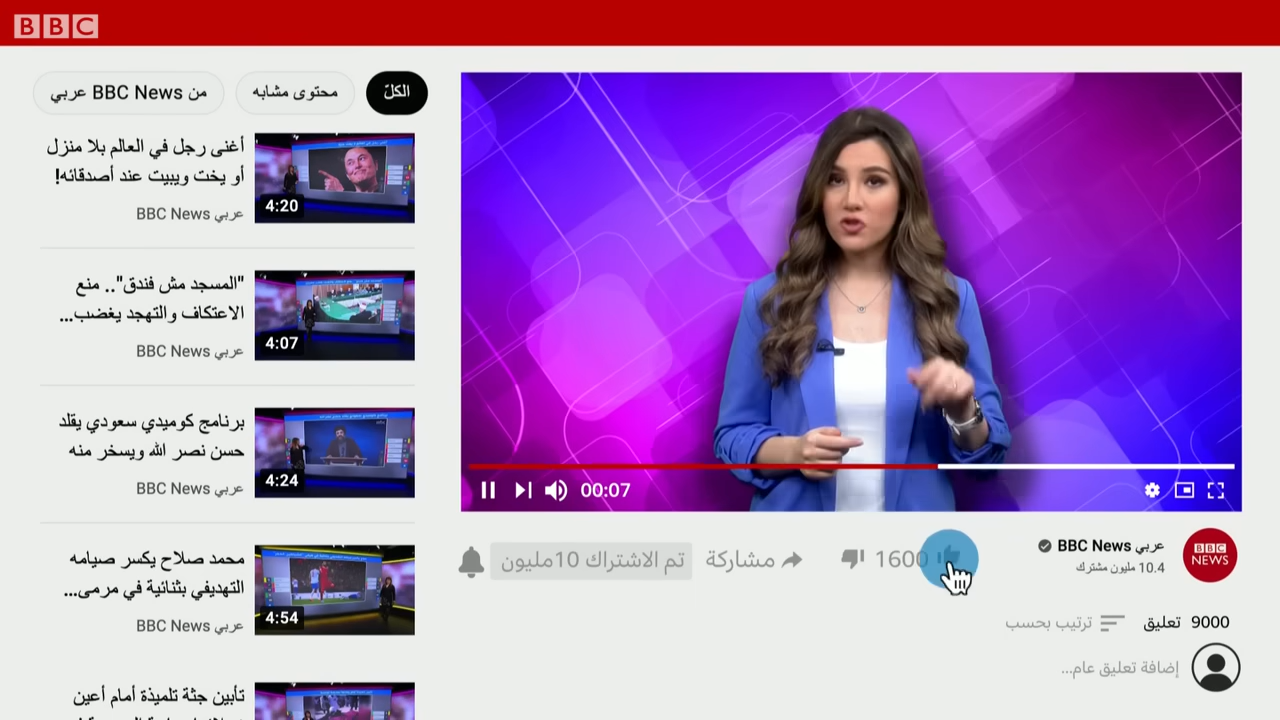 BBC
الكلّ
محتوى مشابه
من BBC News عربي
أغنى رجل في العالم بلا منزل
أو يخت ويبيت عند أصدقائه!
عربي BBC News
4:20
"المسجد مش فندق".. منع
الاعتكاف والتهجد يغضب...
عربي BBC News
4:07
برنامج كوميدي سعودي يقلد
حسن نصر الله ويسخر منه
عربي BBC News
4:24
محمد صلاح يكسر صيامه
التهديفي بثنائية في مرمى...
عربي BBC News
4:54
تأبين جثة تلميذة أمام أعين
00:07
BBC
NEWS
عربي BBC News
10.4 مليون مشترك
1600
مشاركة
تم الاشتراك 10مليون
9000 تعليق
ترتيب بحسب
إضافة تعليق عام...